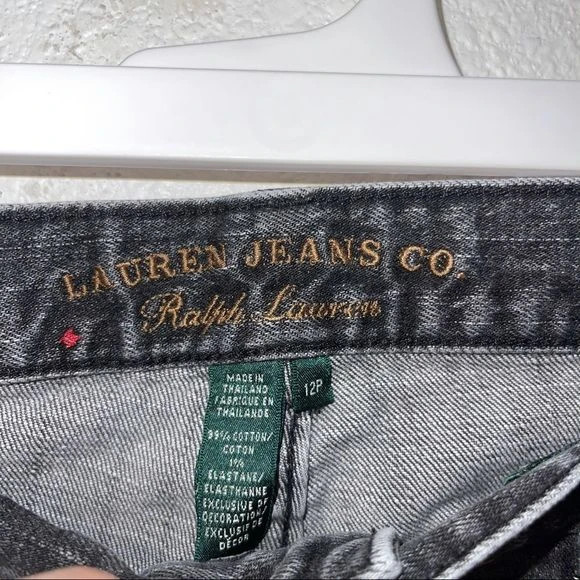 LAUREN JEANS CO.
Ralph Lauren
MADE IN
THAILAND
FABRIQUE EN
THAILANDE
99% COTTON/
COTON
1%
ELASTANE/
ELASTHANNE
EXCLUSIVE OF
DECORATION/
EXCLUSIF DE
DÉCOR
12P